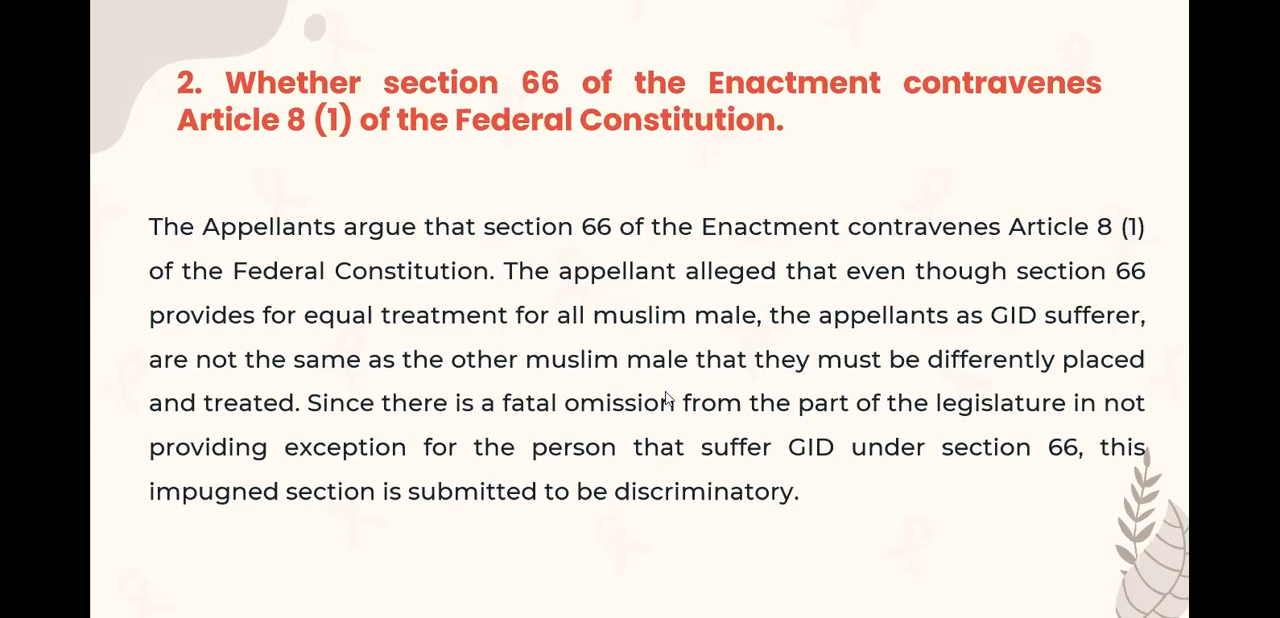 2. Whether section 66 of the Enactment contravenes
Article 8 (1) of the Federal Constitution.
The Appellants argue that section 66 of the Enactment contravenes Article 8 (1)
of the Federal Constitution. The appellant alleged that even though section 66
provides for equal treatment for all muslim male, the appellants as GID sufferer,
are not the same as the other muslim male that they must be differently placed
and treated. Since there is a fatal omission from the part of the legislature in not
providing exception for the person that suffer GID under section 66, this
impugned section is submitted to be discriminatory.